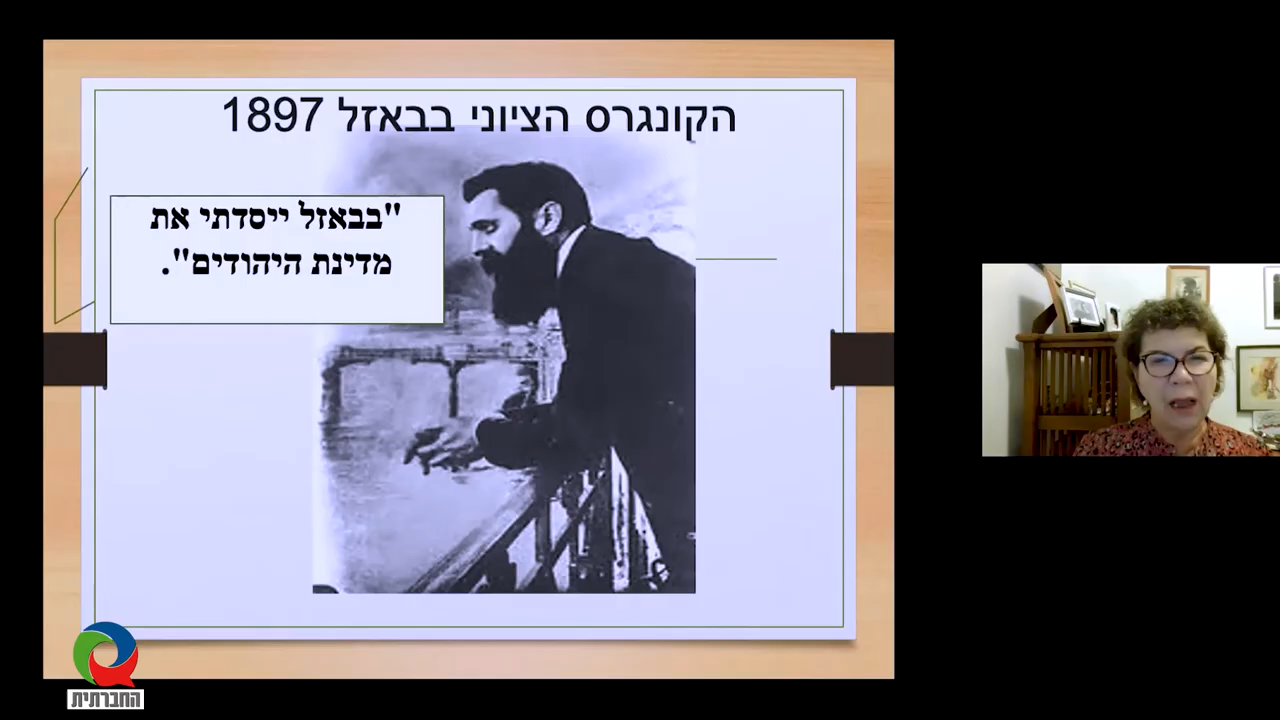 הקונגרס הציוני בבאזל 1897
"בבאזל ייסדתי את
מדינת היהודים".
החברתית